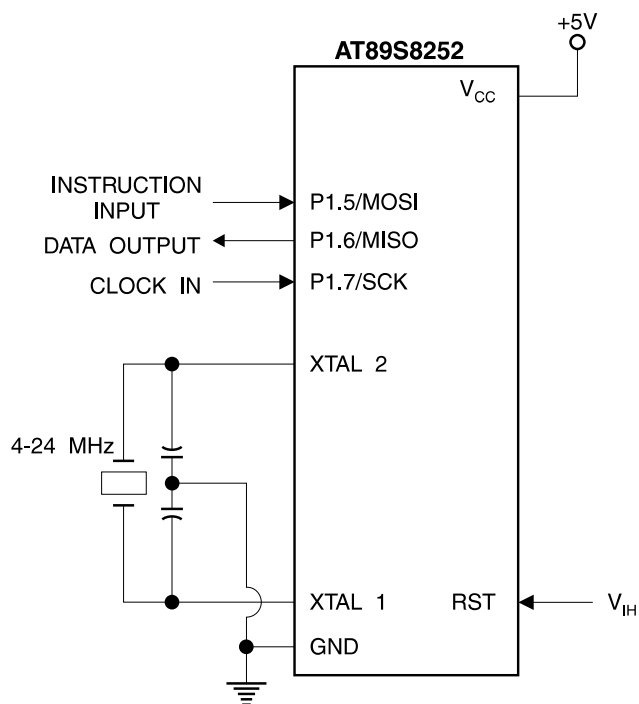 +5V
AT89S8252
VCC
INSTRUCTION
INPUT
P1.5/MOSI
DATA OUTPUT
P1.6/MISO
CLOCK IN
P1.7/SCK
XTAL 2
4-24 MHz
XTAL 1
RST
VIH
GND